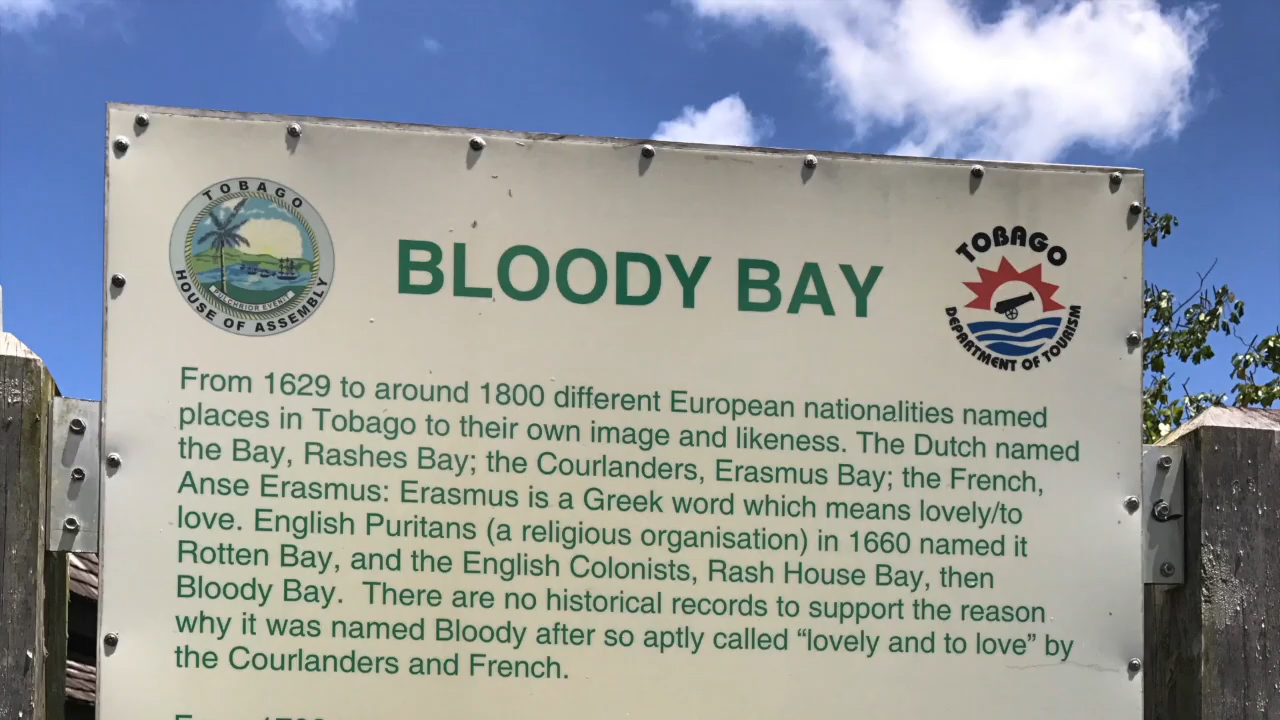 TOBAGO
HOUSE OF ASSEMBLY
PULCHRIOR EVENIT
BLOODY BAY
TOBAGO
DEPARTMENT OF TOURISM
From 1629 to around 1800 different European nationalities named
places in Tobago to their own image and likeness. The Dutch named
the Bay, Rashes Bay; the Courlanders, Erasmus Bay; the French,
Anse Erasmus: Erasmus is a Greek word which means lovely/to
love. English Puritans (a religious organisation) in 1660 named it
Rotten Bay, and the English Colonists, Rash House Bay, then
Bloody Bay.  There are no historical records to support the reason
why it was named Bloody after so aptly called “lovely and to love” by
the Courlanders and French.